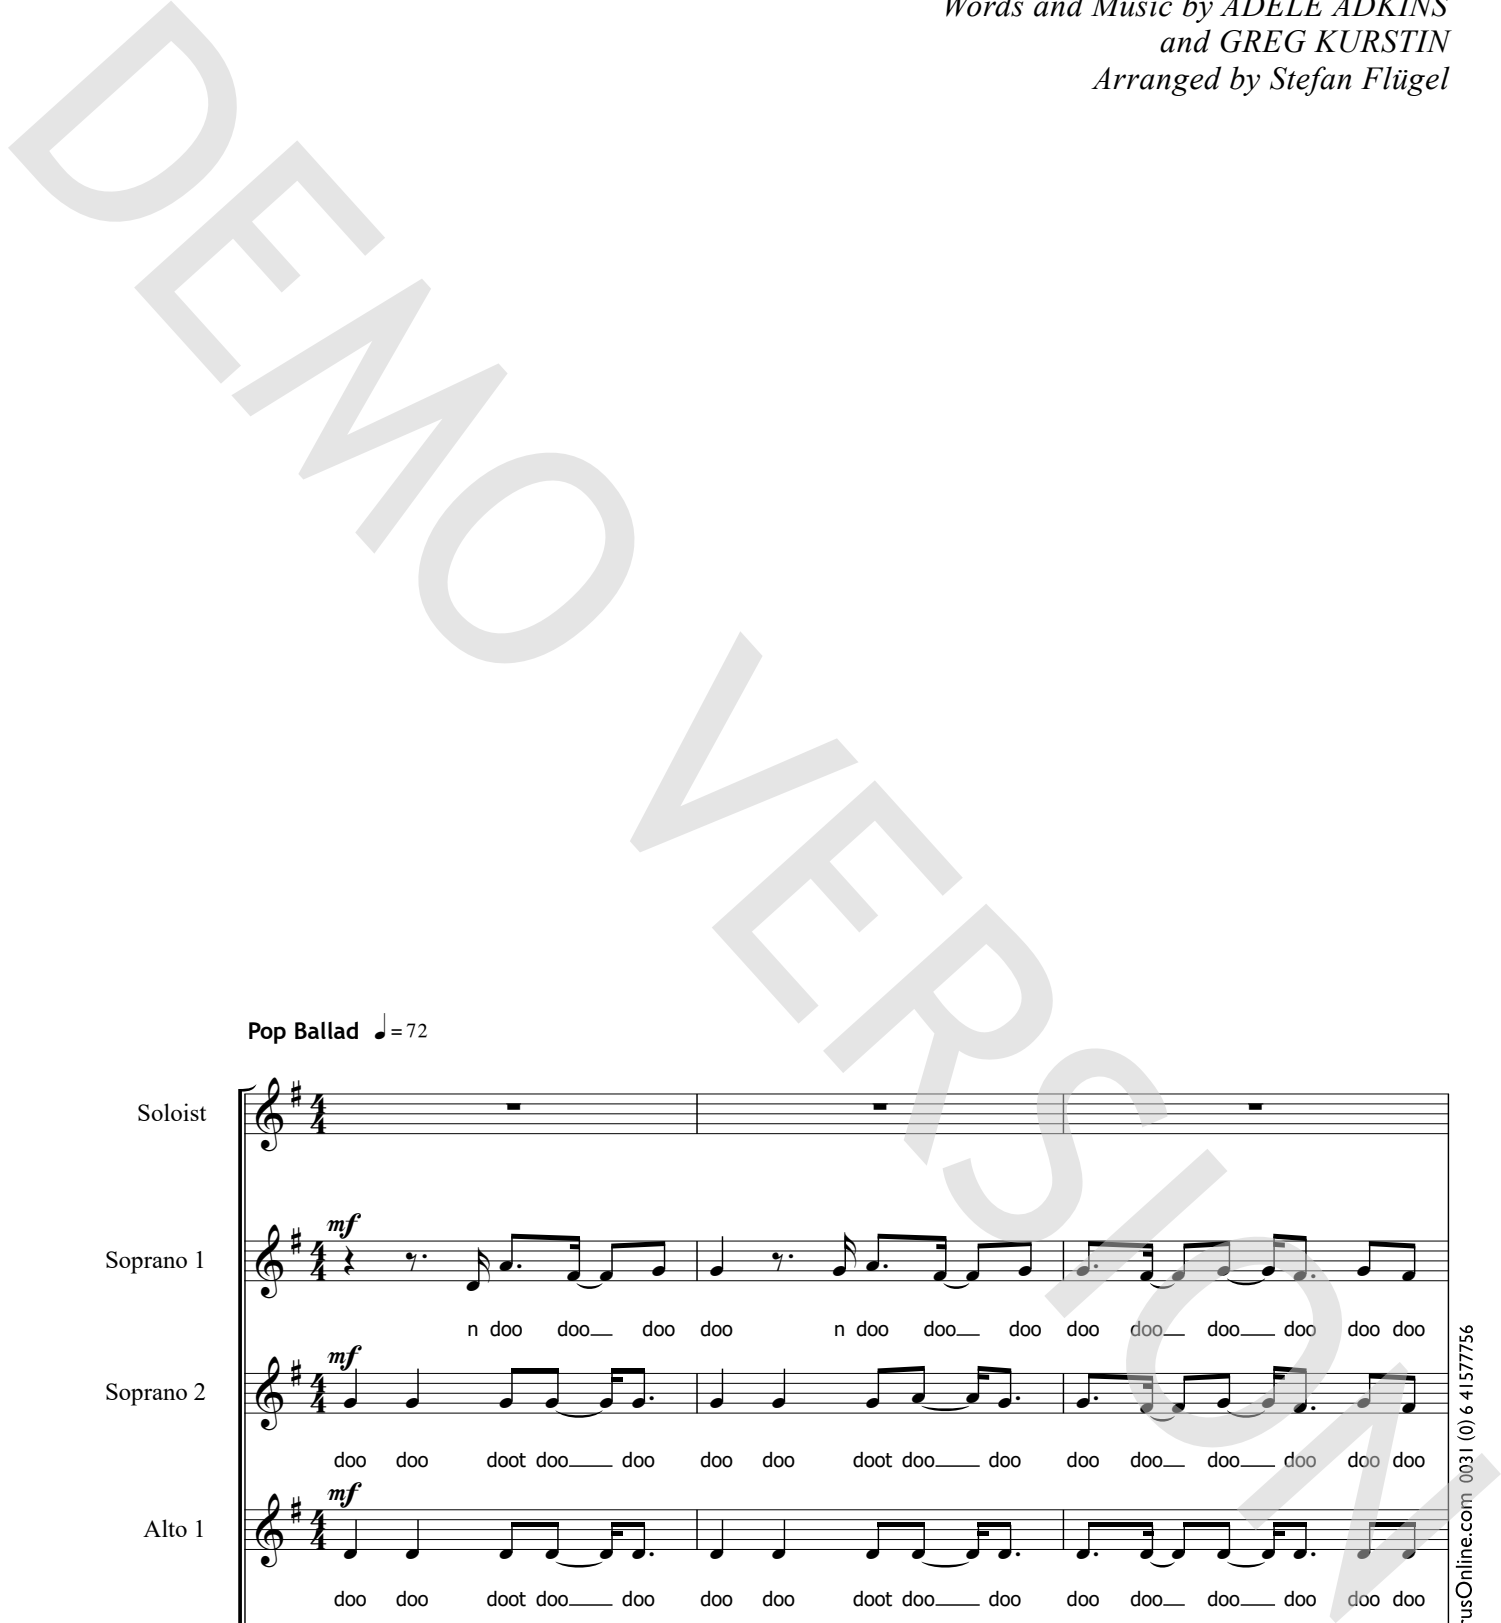 Words and Music by ADELE ADKINS
and GREG KURSTIN
Arranged by Stefan Flügel
DEMO VERSION
Pop Ballad ♩ = 72
Soloist
Soprano 1
mf
n doo doo doo doo n doo doo doo doo doo doo doo doo doo
Soprano 2
mf
doo doo doot doo doo doo doo doot doo doo doo doo doo doo doo doo
Alto 1
mf
doo doo doot doo doo doo doo doot doo doo doo doo doo doo doo doo
rusOnline.com 0031 (0) 6 41577756